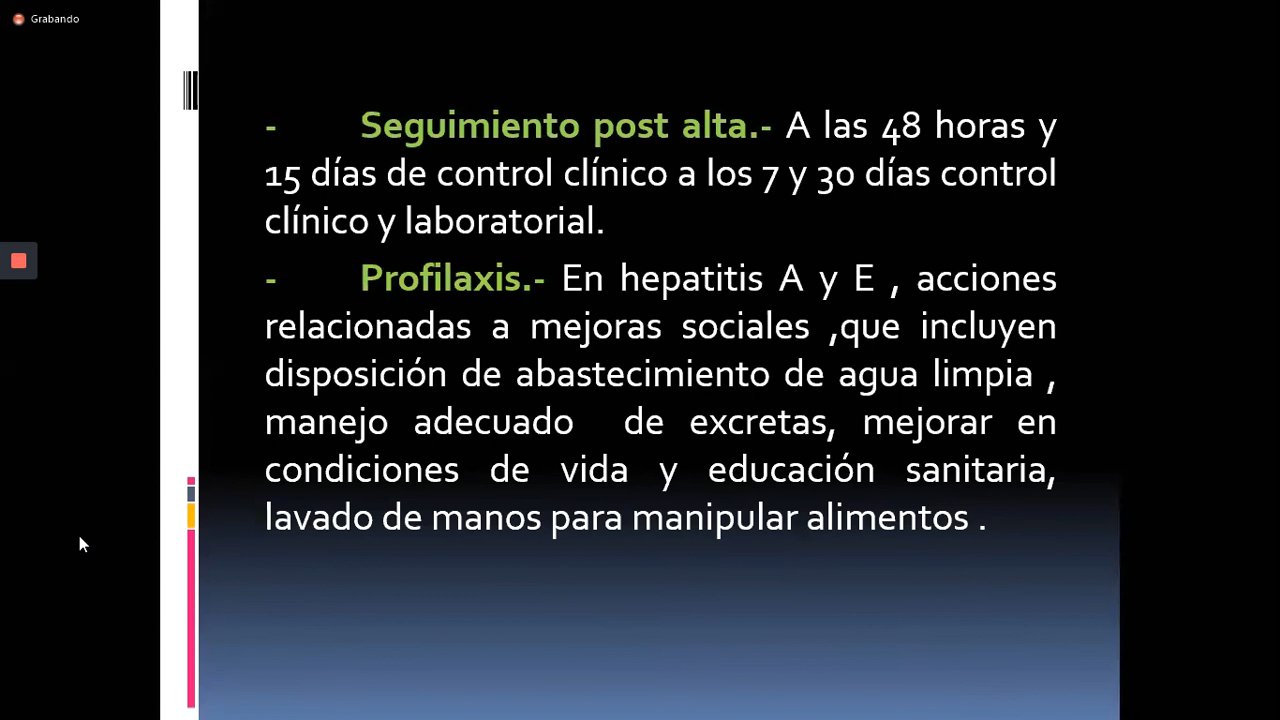 Grabando
- Seguimiento post alta.- A las 48 horas y
15 días de control clínico a los 7 y 30 días control
clínico y laboratorial.
- Profilaxis.- En hepatitis A y E , acciones
relacionadas a mejoras sociales ,que incluyen
disposición de abastecimiento de agua limpia ,
manejo adecuado de excretas, mejorar en
condiciones de vida y educación sanitaria,
lavado de manos para manipular alimentos .